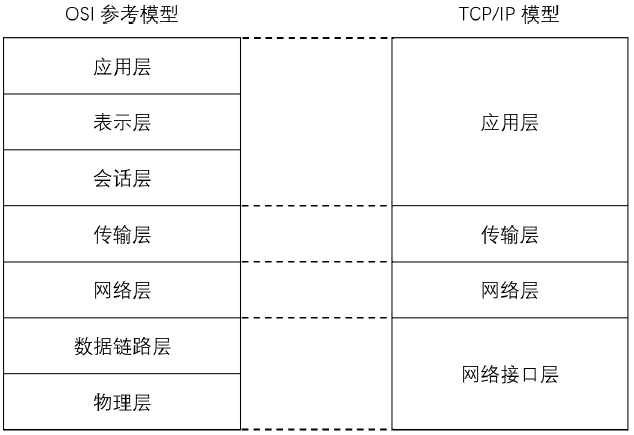 OSI 参考模型
TCP/IP 模型
应用层
表示层
会话层
传输层
网络层
数据链路层
物理层
应用层
传输层
网络层
网络接口层